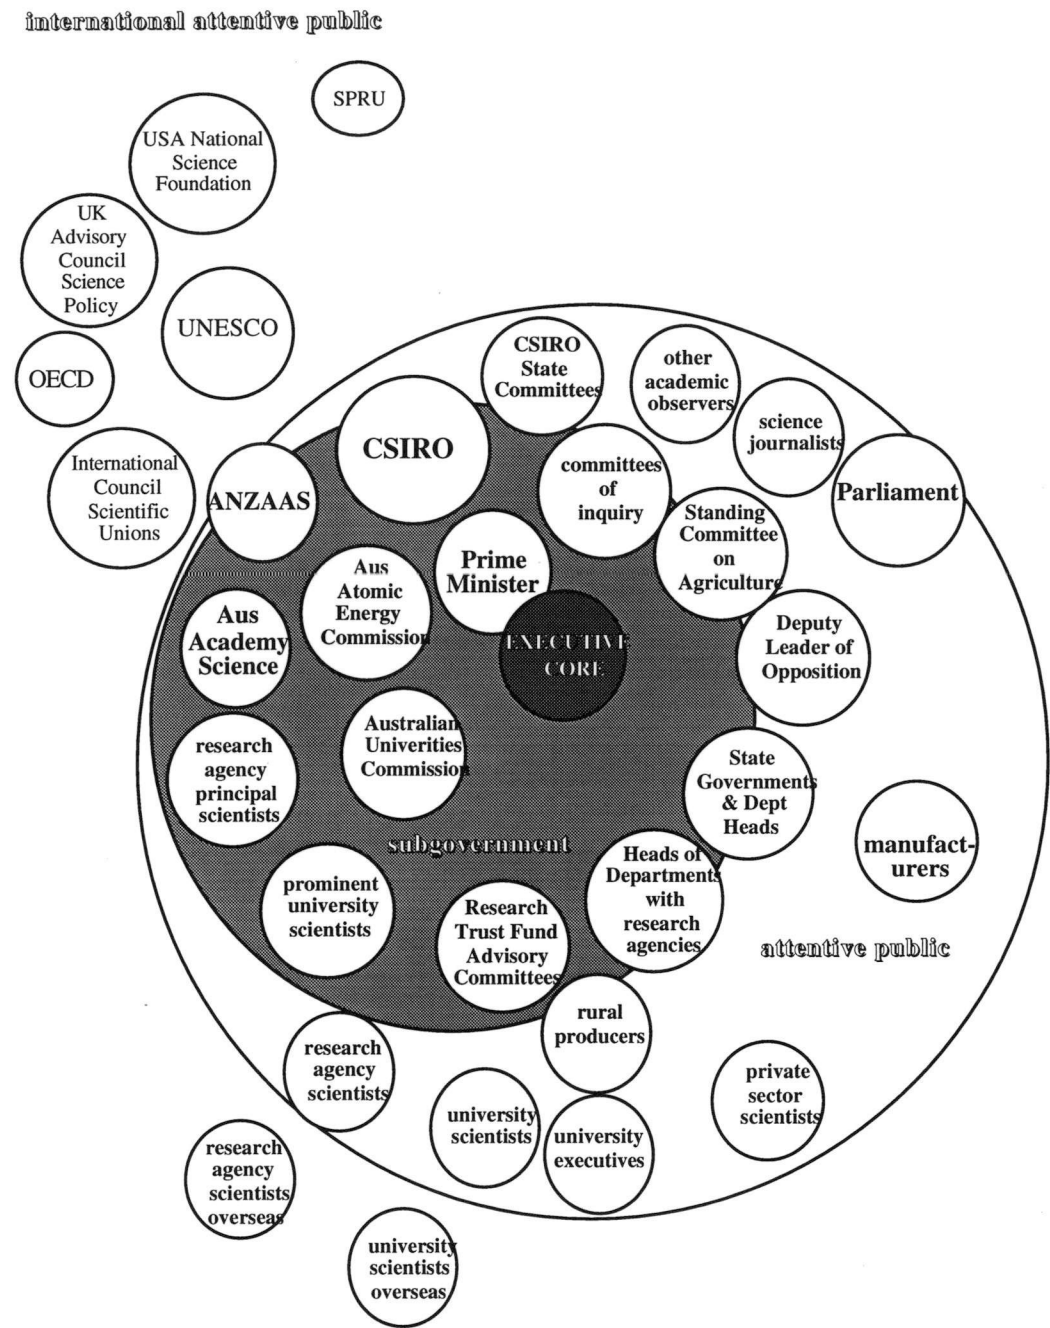 international attentive public
SPRU
USA National
Science
Foundation
UK
Advisory
Council
Science
Policy
UNESCO
OECD
International
Council
Scientific
Unions
CSIRO
State
Committees
other
academic
observers
science
journalists
Parliament
CSIRO
ANZAAS
committees
of
inquiry
Standing
Committee
on
Agriculture
Prime
Minister
Aus
Atomic
Energy
Commission
Aus
Academy
Science
EXECUTIVE
CORE
Deputy
Leader of
Opposition
Australian
Univerities
Commission
research
agency
principal
scientists
State
Governments
& Dept
Heads
manufact-
urers
subgovernment
Heads of
Departments
with
research
agencies
prominent
university
scientists
Research
Trust Fund
Advisory
Committees
attentive public
rural
producers
research
agency
scientists
university
scientists
university
executives
private
sector
scientists
research
agency
scientists
overseas
university
scientists
overseas